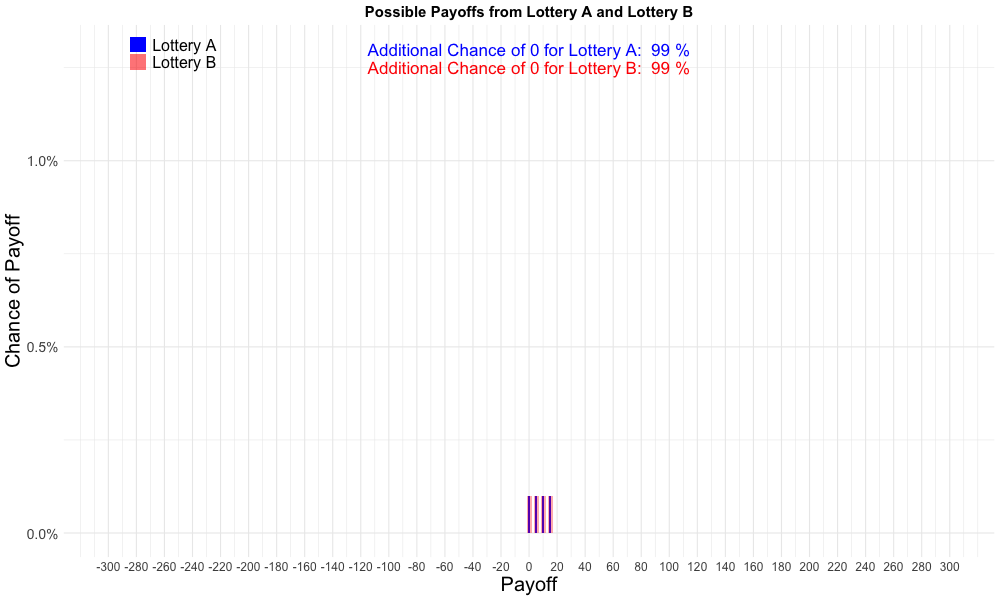 Possible Payoffs from Lottery A and Lottery B
Lottery A
Lottery B
Additional Chance of 0 for Lottery A:  99 %
Additional Chance of 0 for Lottery B:  99 %
Chance of Payoff
1.0%
0.5%
0.0%
-300 -280 -260 -240 -220 -200 -180 -160 -140 -120 -100 -80 -60 -40 -20 0 20 40 60 80 100 120 140 160 180 200 220 240 260 280 300
Payoff